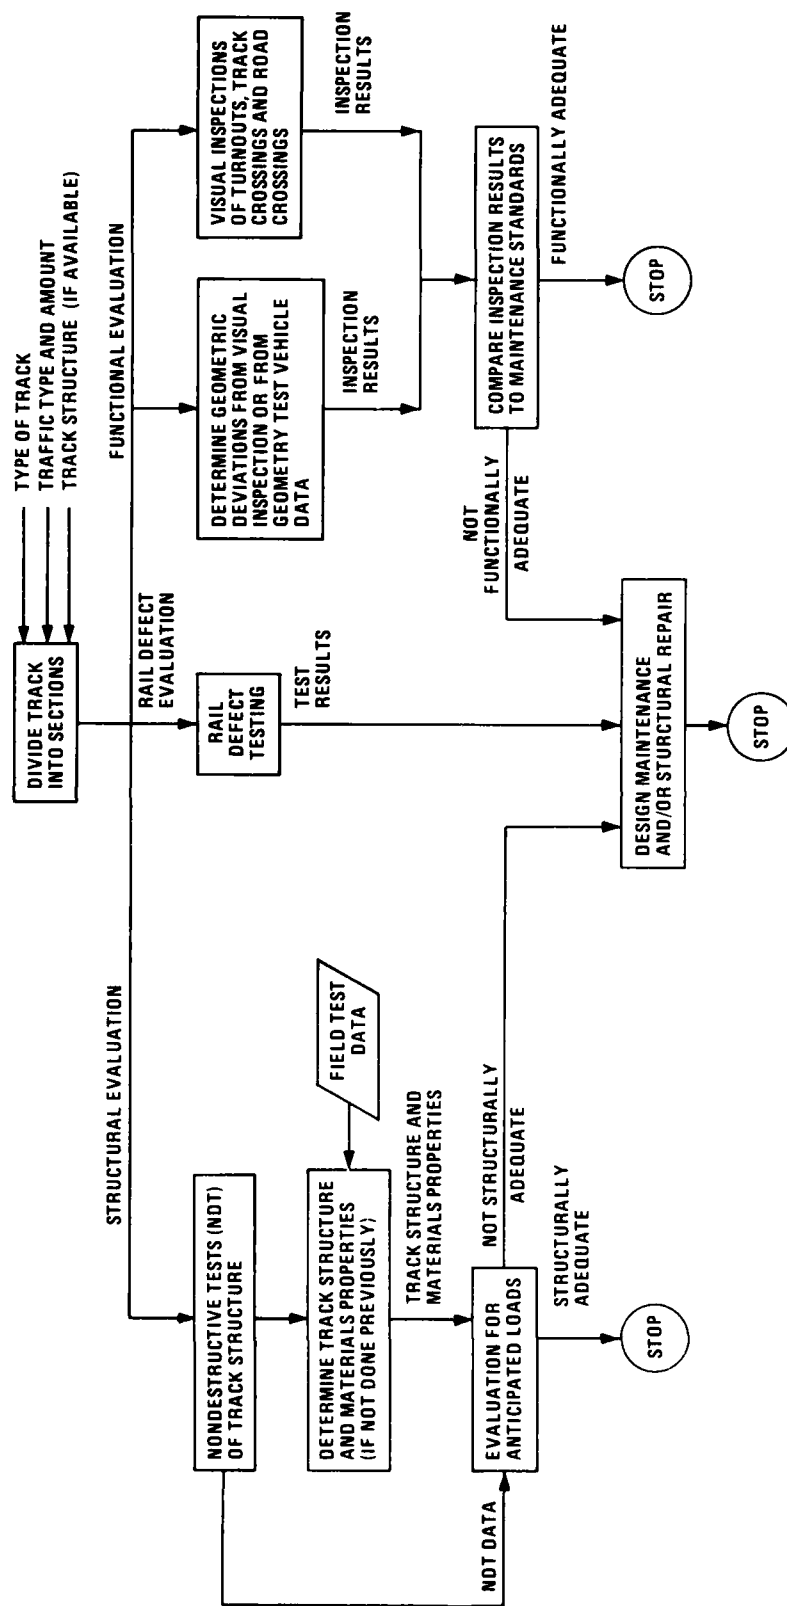 DIVIDE TRACK
INTO SECTIONS
TYPE OF TRACK
TRAFFIC TYPE AND AMOUNT
TRACK STRUCTURE (IF AVAILABLE)
STRUCTURAL EVALUATION
RAIL DEFECT
EVALUATION
FUNCTIONAL EVALUATION
NONDESTRUCTIVE TESTS (NDT)
OF TRACK STRUCTURE
RAIL
DEFECT
TESTING
DETERMINE GEOMETRIC
DEVIATIONS FROM VISUAL
INSPECTION OR FROM
GEOMETRY TEST VEHICLE
DATA
VISUAL INSPECTIONS
OF TURNOUTS, TRACK
CROSSINGS AND ROAD
CROSSINGS
FIELD TEST
DATA
TEST
RESULTS
INSPECTION
RESULTS
INSPECTION
RESULTS
DETERMINE TRACK STRUCTURE
AND MATERIALS PROPERTIES
(IF NOT DONE PREVIOUSLY)
TRACK STRUCTURE AND
MATERIALS PROPERTIES
NDT DATA
EVALUATION FOR
ANTICIPATED LOADS
NOT STRUCTURALLY
ADEQUATE
STRUCTURALLY
ADEQUATE
NOT
FUNCTIONALLY
ADEQUATE
COMPARE INSPECTION RESULTS
TO MAINTENANCE STANDARDS
FUNCTIONALLY ADEQUATE
DESIGN MAINTENANCE
AND/OR STURCTURAL REPAIR
STOP
STOP
STOP